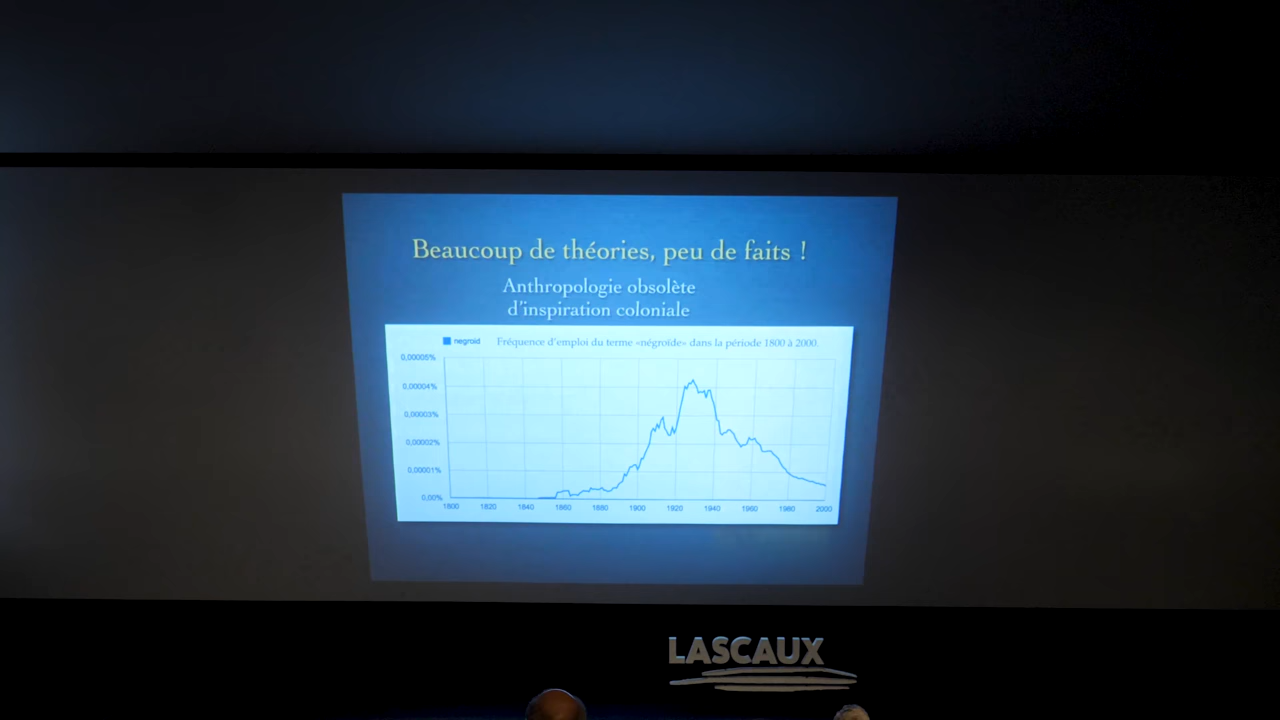 Beaucoup de théories, peu de faits !
Anthropologie obsolète
d'inspiration coloniale
negroid Fréquence d'emploi du terme «négroïde» dans la période 1800 à 2000.
0,00005%
0,00004%
0,00003%
0,00002%
0,00001%
0,00%
1800 1820 1840 1860 1880 1900 1920 1940 1960 1980 2000
LASCAUX